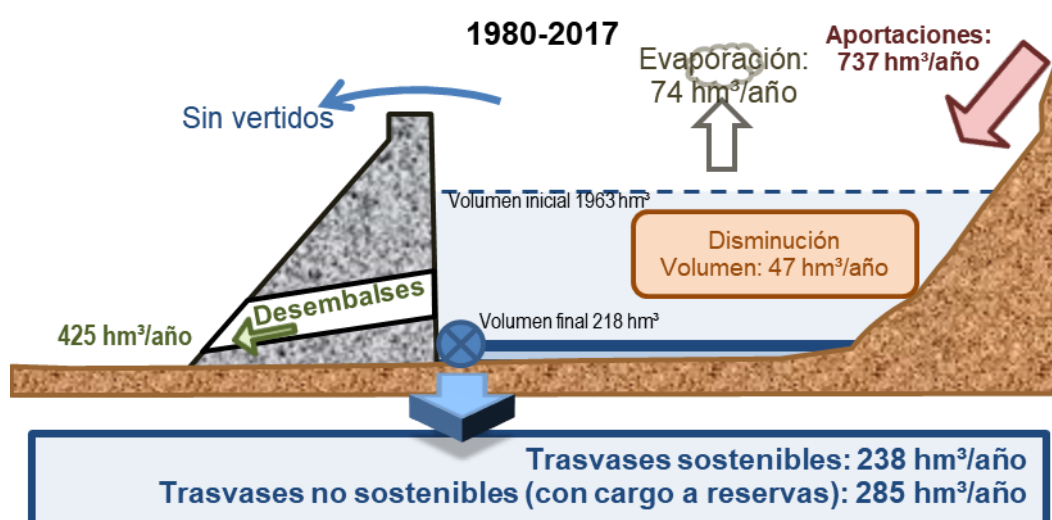 1980-2017
Aportaciones:
737 hm³/año
Evaporación:
74 hm³/año
Sin vertidos
Volumen inicial 1963 hm³
Disminución
Volumen: 47 hm³/año
Desembalses
425 hm³/año
Volumen final 218 hm³
Trasvases sostenibles: 238 hm³/año
Trasvases no sostenibles (con cargo a reservas): 285 hm³/año